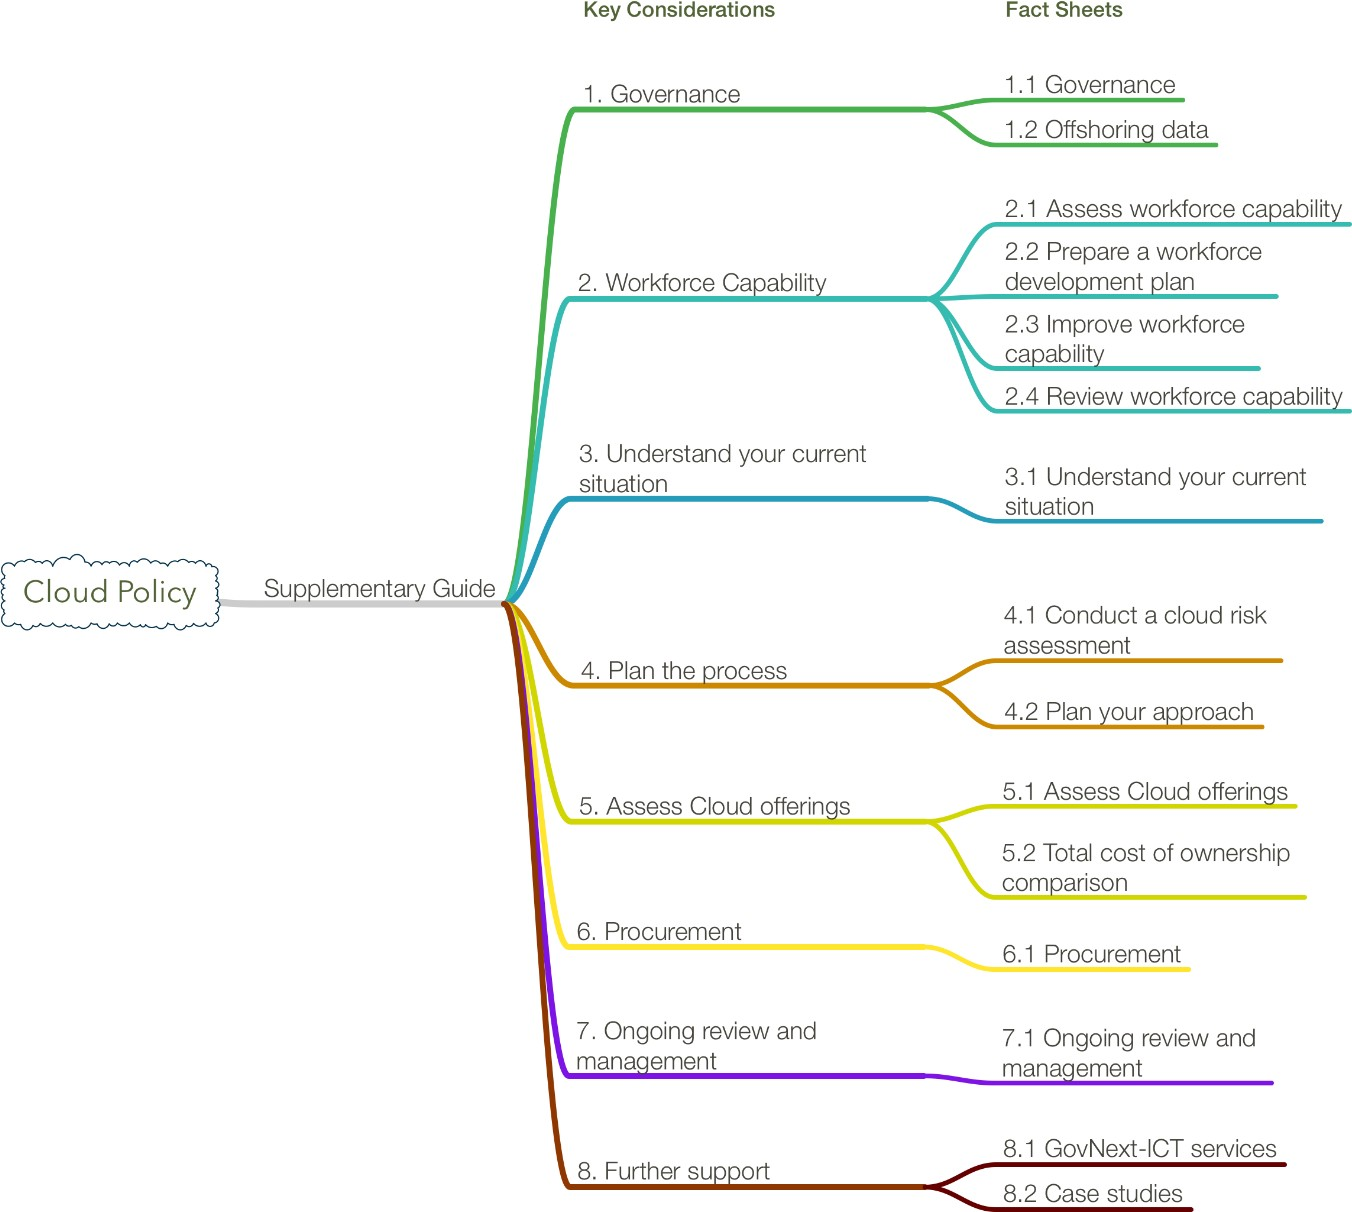 Key Considerations
Fact Sheets
1. Governance
1.1 Governance
1.2 Offshoring data
2. Workforce Capability
2.1 Assess workforce capability
2.2 Prepare a workforce
development plan
2.3 Improve workforce
capability
2.4 Review workforce capability
3. Understand your current
situation
3.1 Understand your current
situation
Cloud Policy
Supplementary Guide
4. Plan the process
4.1 Conduct a cloud risk
assessment
4.2 Plan your approach
5. Assess Cloud offerings
5.1 Assess Cloud offerings
5.2 Total cost of ownership
comparison
6. Procurement
6.1 Procurement
7. Ongoing review and
management
7.1 Ongoing review and
management
8. Further support
8.1 GovNext-ICT services
8.2 Case studies